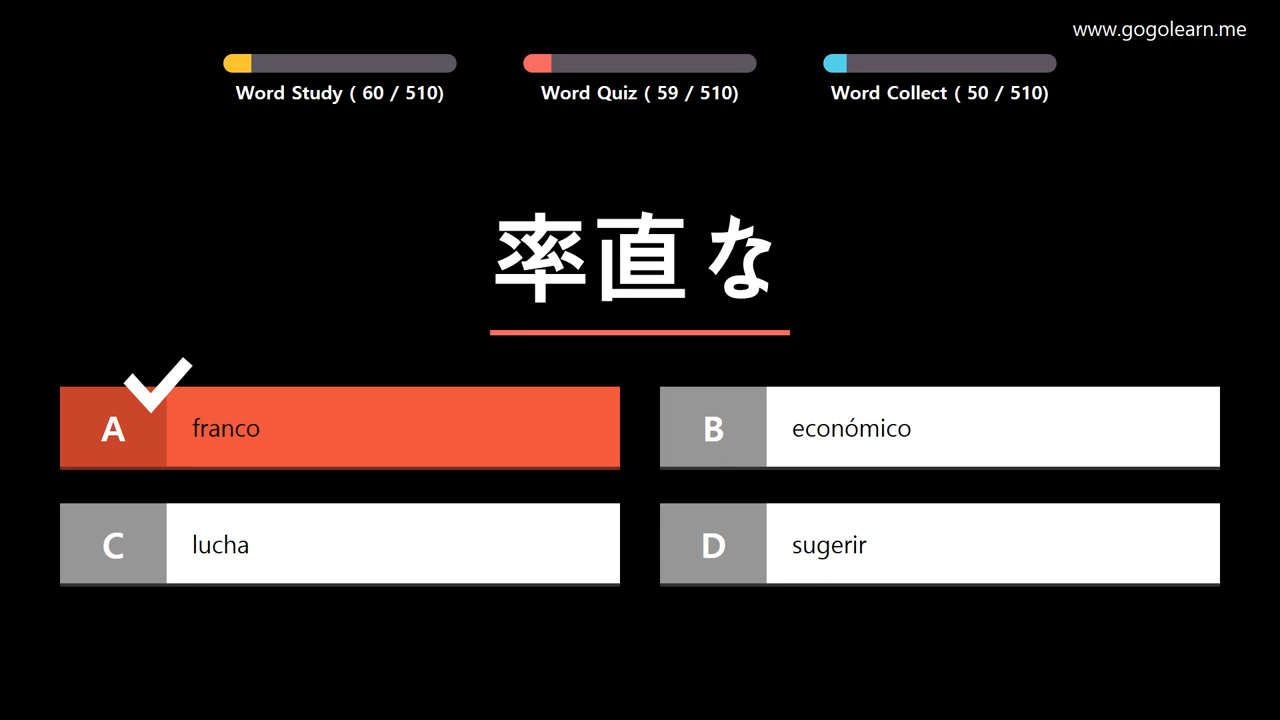 www.gogolearn.me
Word Study ( 60 / 510)
Word Quiz ( 59 / 510)
Word Collect ( 50 / 510)
率直な
A franco
B económico
C lucha
D sugerir